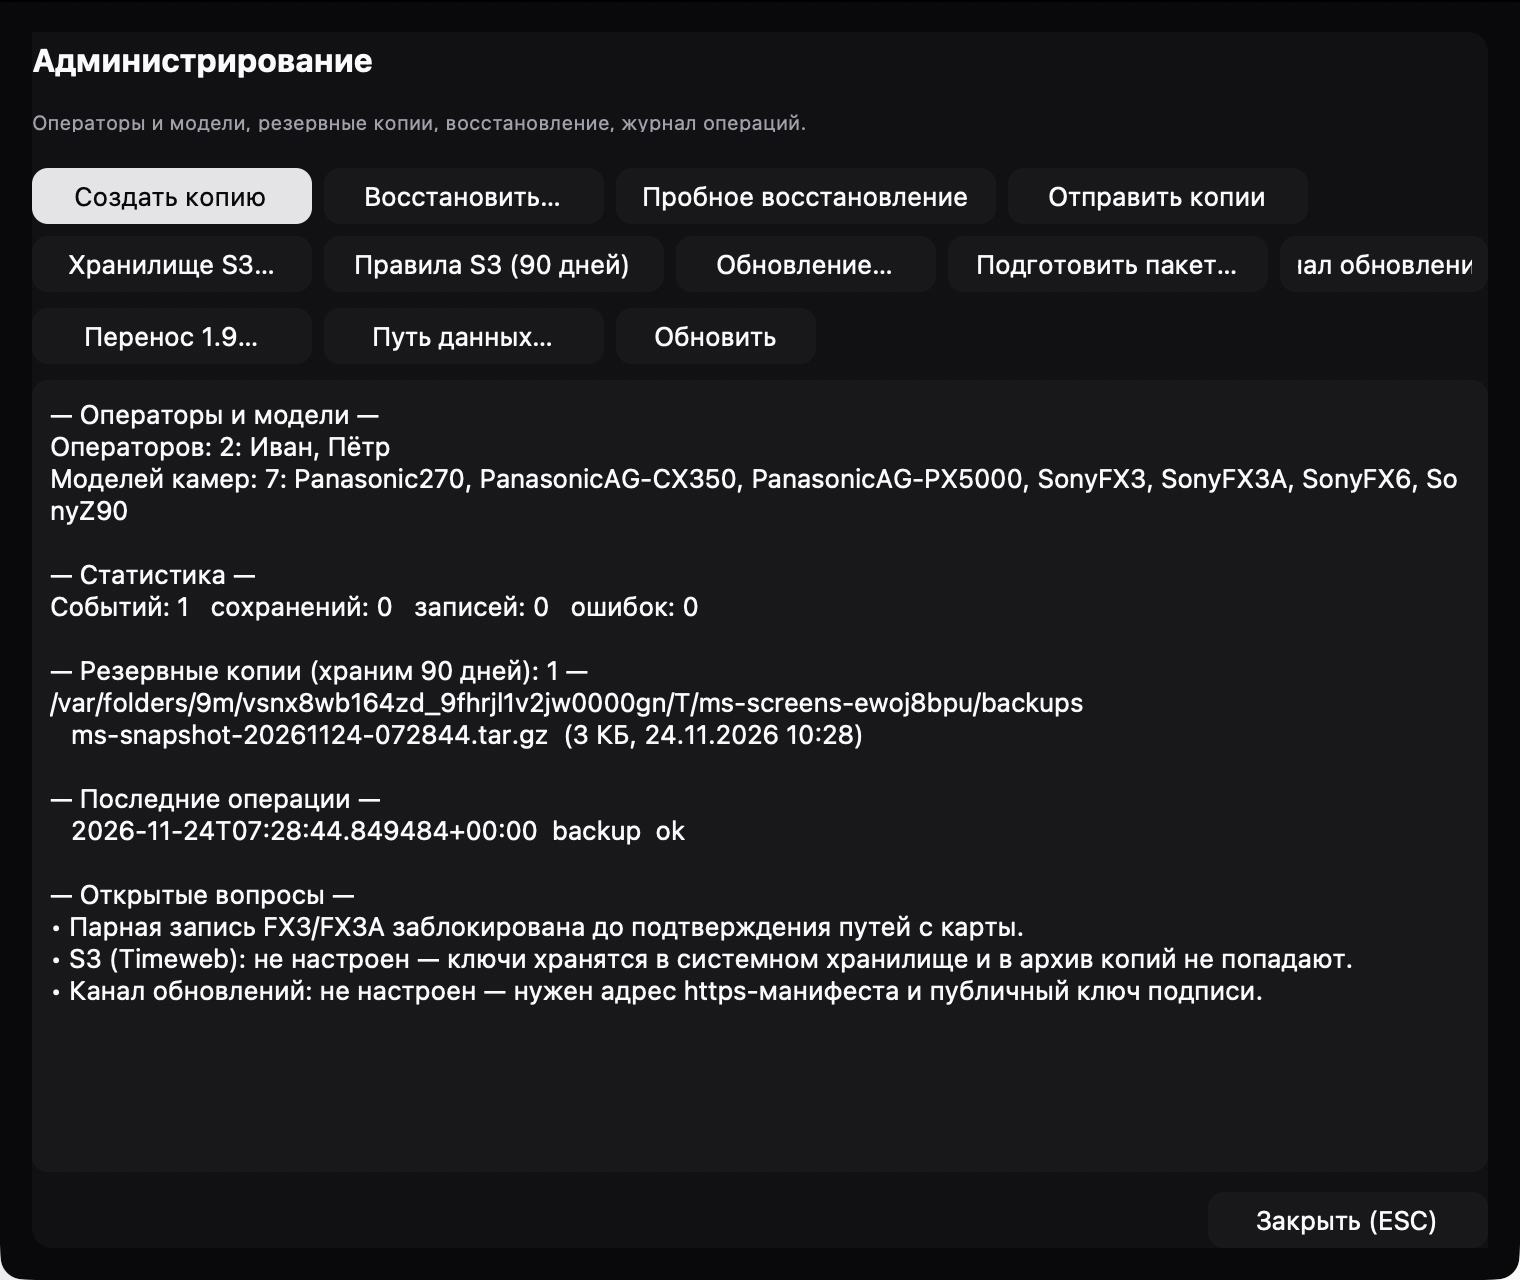 Администрирование
Операторы и модели, резервные копии, восстановление, журнал операций.
Создать копию
Восстановить...
Пробное восстановление
Отправить копии
Хранилище S3...
Правила S3 (90 дней)
Обновление...
Подготовить пакет...
ал обновлени
Перенос 1.9...
Путь данных...
Обновить
— Операторы и модели —
Операторов: 2: Иван, Пётр
Моделей камер: 7: Panasonic270, PanasonicAG-CX350, PanasonicAG-PX5000, SonyFX3, SonyFX3A, SonyFX6, So
nyZ90
— Статистика —
Событий: 1   сохранений: 0   записей: 0   ошибок: 0
— Резервные копии (храним 90 дней): 1 —
/var/folders/9m/vsnx8wb164zd_9fhrjl1v2jw0000gn/T/ms-screens-ewoj8bpu/backups
ms-snapshot-20261124-072844.tar.gz  (3 КБ, 24.11.2026 10:28)
— Последние операции —
2026-11-24T07:28:44.849484+00:00  backup  ok
— Открытые вопросы —
• Парная запись FX3/FX3A заблокирована до подтверждения путей с карты.
• S3 (Timeweb): не настроен — ключи хранятся в системном хранилище и в архив копий не попадают.
• Канал обновлений: не настроен — нужен адрес https-манифеста и публичный ключ подписи.
Закрыть (ESC)